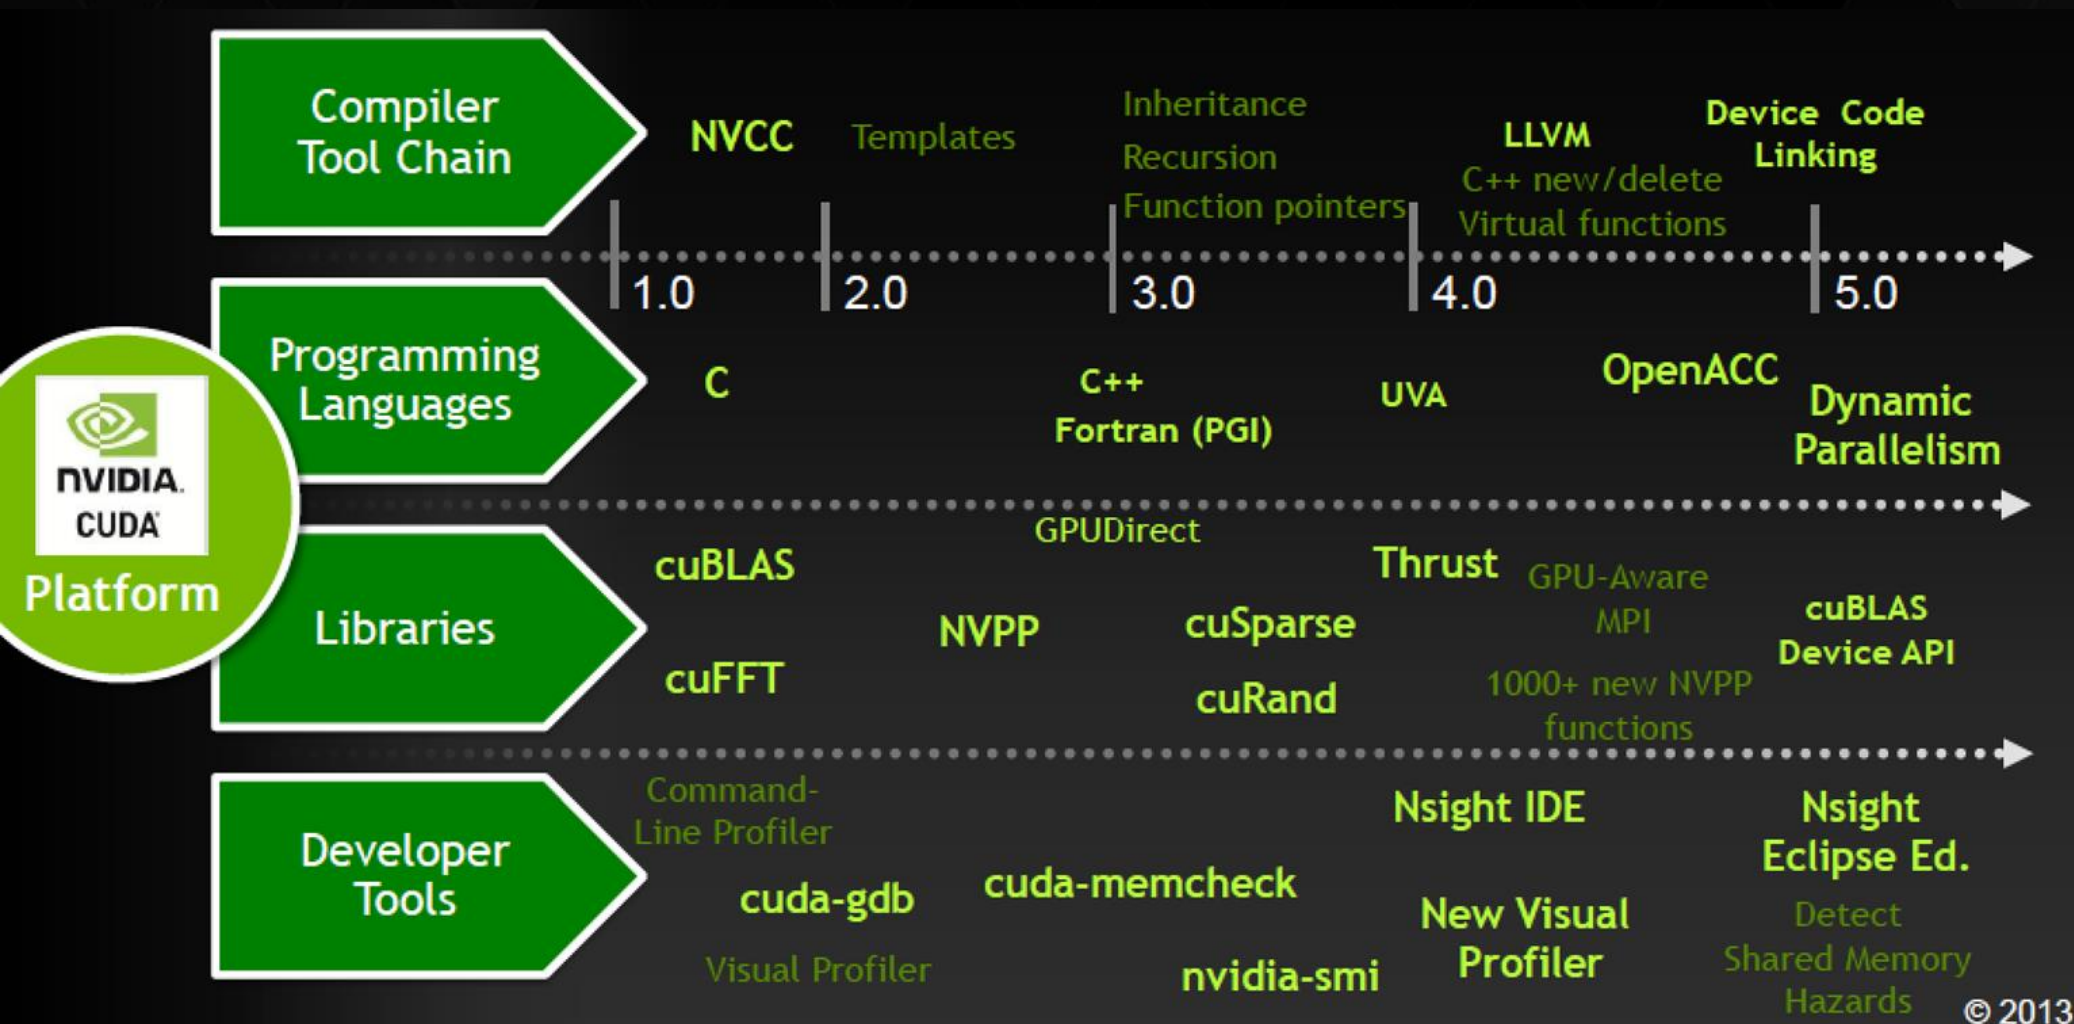 Compiler
Tool Chain
NVCC
Templates
Inheritance
Recursion
Function pointers
LLVM
C++ new/delete
Virtual functions
Device Code
Linking
1.0
2.0
3.0
4.0
5.0
Programming
Languages
C
C++
Fortran (PGI)
UVA
OpenACC
Dynamic
Parallelism
NVIDIA.
CUDA
Platform
Libraries
cuBLAS
cuFFT
GPUDirect
NVPP
cuSparse
cuRand
Thrust
GPU-Aware
MPI
1000+ new NVPP
functions
cuBLAS
Device API
Developer
Tools
Command-
Line Profiler
cuda-gdb
Visual Profiler
cuda-memcheck
nvidia-smi
Nsight IDE
New Visual
Profiler
Nsight
Eclipse Ed.
Detect
Shared Memory
Hazards
© 2013